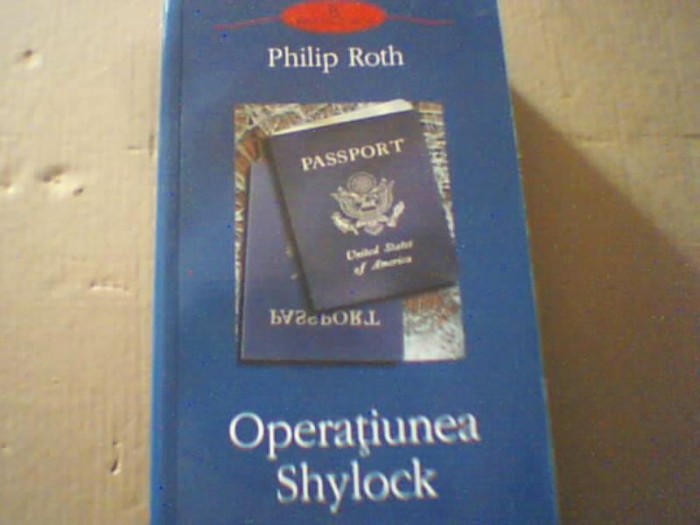 Philip Roth
PASSPORT
United States
of America
PASSPORT
Operaţiunea
Shylock